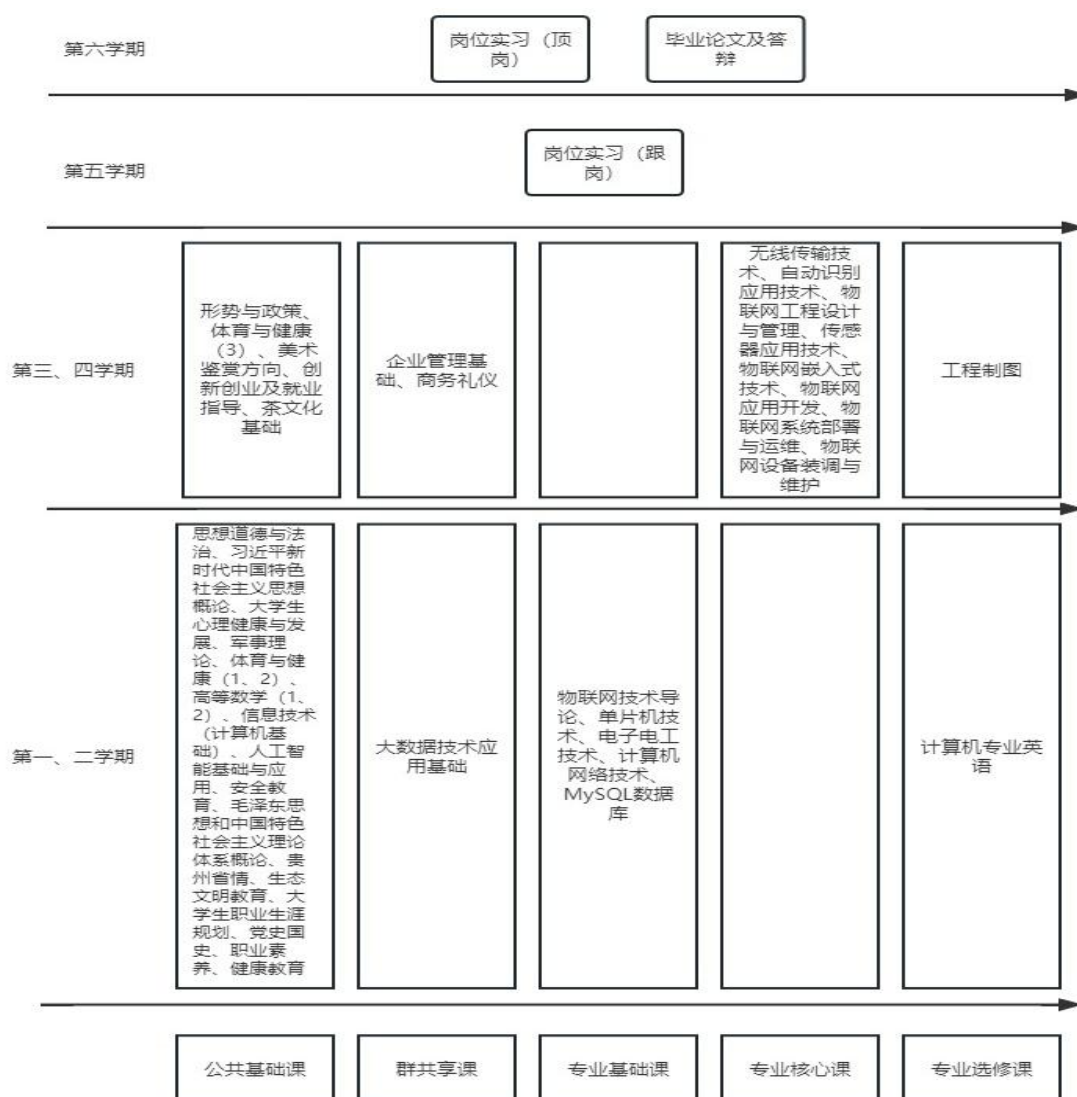 第六学期
岗位实习（顶
岗）
毕业论文及答
辩
第五学期
岗位实习（跟
岗）
第三、四学期
形势与政策、
体育与健康
（3）、美术
鉴赏方向、创
新创业及就业
指导、茶文化
基础
企业管理基
础、商务礼仪
无线传输技
术、自动识别
应用技术、物
联网工程设计
与管理、传感
器应用技术、
物联网嵌入式
技术、物联网
应用开发、物
联网系统部署
与运维、物联
网设备装调与
维护
工程制图
第一、二学期
思想道德与法
治、习近平新
时代中国特色
社会主义思想
概论、大学生
心理健康与发
展、军事理
论、体育与健
康（1、2）、
高等数学（1、
2）、信息技术
（计算机基
础）、人工智
能基础与应
用、安全教
育、毛泽东思
想和中国特色
社会主义理论
体系概论、贵
州省情、生态
文明教育、大
学生职业生涯
规划、党史国
史、职业素
养、健康教育
大数据技术应
用基础
物联网技术导
论、单片机技
术、电子电工
技术、计算机
网络技术、
MySQL数据
库
计算机专业英
语
公共基础课
群共享课
专业基础课
专业核心课
专业选修课